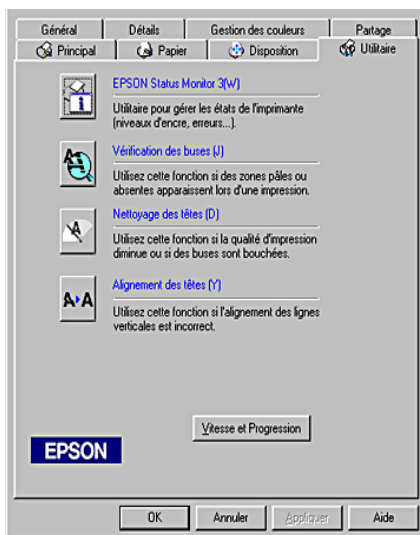 Général Détails Gestion des couleurs Partage
Principal Papier Disposition Utilitaire
EPSON Status Monitor 3(W)
Utilitaire pour gérer les états de l'imprimante
(niveaux d'encre, erreurs...).
Vérification des buses (J)
Utilisez cette fonction si des zones pâles ou
absentes apparaissent lors d'une impression.
Nettoyage des têtes (D)
Utilisez cette fonction si la qualité d'impression
diminue ou si des buses sont bouchées.
Alignement des têtes (Y)
Utilisez cette fonction si l'alignement des lignes
verticales est incorrect.
Vitesse et Progression
EPSON
OK Annuler Appliquer Aide